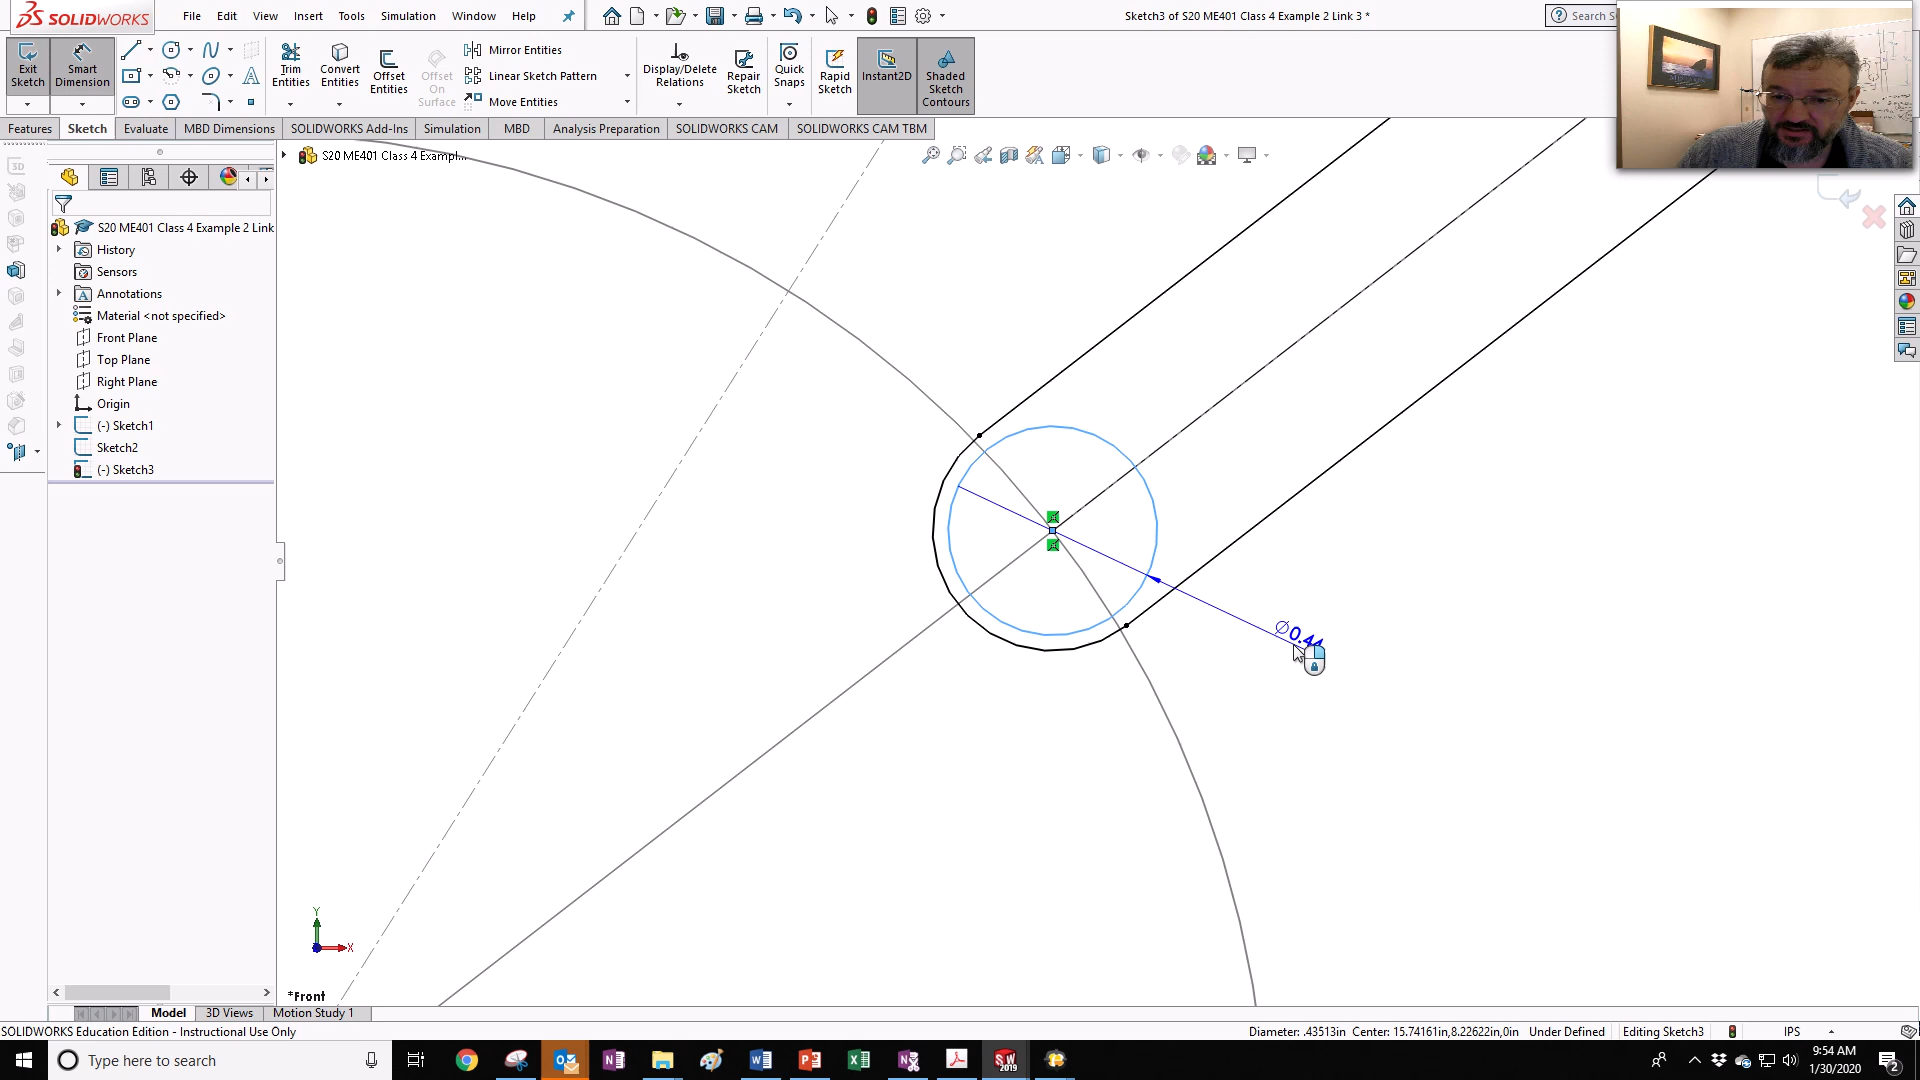 SOLIDWORKS
File Edit View Insert Tools Simulation Window Help
Sketch3 of S20 ME401 Class 4 Example 2 Link 3 *
Search S
Exit Sketch
Smart Dimension
Trim Entities
Convert Entities
Offset Entities
Offset On Surface
Mirror Entities
Linear Sketch Pattern
Move Entities
Display/Delete Relations
Repair Sketch
Quick Snaps
Rapid Sketch
Instant2D
Shaded Sketch Contours
Features Sketch Evaluate MBD Dimensions SOLIDWORKS Add-Ins Simulation MBD Analysis Preparation SOLIDWORKS CAM SOLIDWORKS CAM TBM
S20 ME401 Class 4 Exampl...
S20 ME401 Class 4 Example 2 Link
History
Sensors
Annotations
Material <not specified>
Front Plane
Top Plane
Right Plane
Origin
(-) Sketch1
Sketch2
(-) Sketch3
∅0.44
Y
X
*Front
Model 3D Views Motion Study 1
SOLIDWORKS Education Edition - Instructional Use Only
Diameter: .43513in Center: 15.74161in,8.22622in,0in Under Defined Editing Sketch3 IPS
Type here to search
9:54 AM
1/30/2020
2